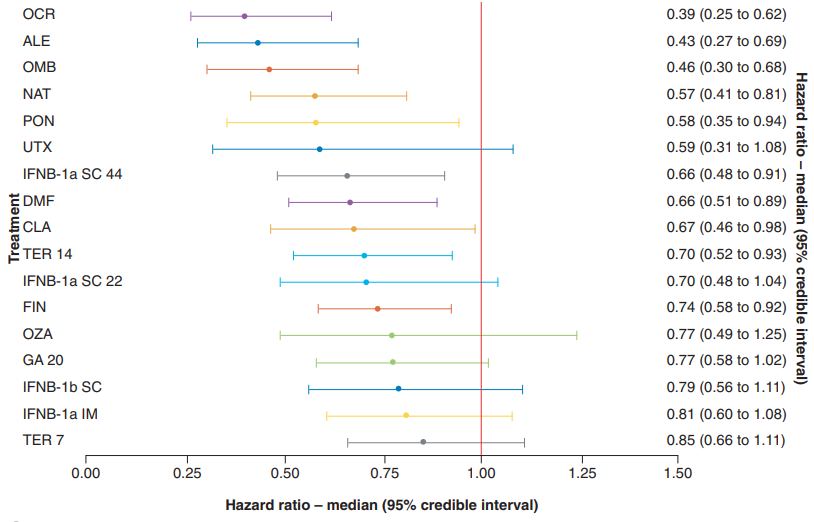 OCR 0.39 (0.25 to 0.62)
ALE 0.43 (0.27 to 0.69)
OMB 0.46 (0.30 to 0.68)
NAT 0.57 (0.41 to 0.81)
PON 0.58 (0.35 to 0.94)
UTX 0.59 (0.31 to 1.08)
IFNB-1a SC 44 0.66 (0.48 to 0.91)
DMF 0.66 (0.51 to 0.89)
CLA 0.67 (0.46 to 0.98)
TER 14 0.70 (0.52 to 0.93)
IFNB-1a SC 22 0.70 (0.48 to 1.04)
FIN 0.74 (0.58 to 0.92)
OZA 0.77 (0.49 to 1.25)
GA 20 0.77 (0.58 to 1.02)
IFNB-1b SC 0.79 (0.56 to 1.11)
IFNB-1a IM 0.81 (0.60 to 1.08)
TER 7 0.85 (0.66 to 1.11)
Treatment
Hazard ratio – median (95% credible interval)
0.00 0.25 0.50 0.75 1.00 1.25 1.50
Hazard ratio – median (95% credible interval)